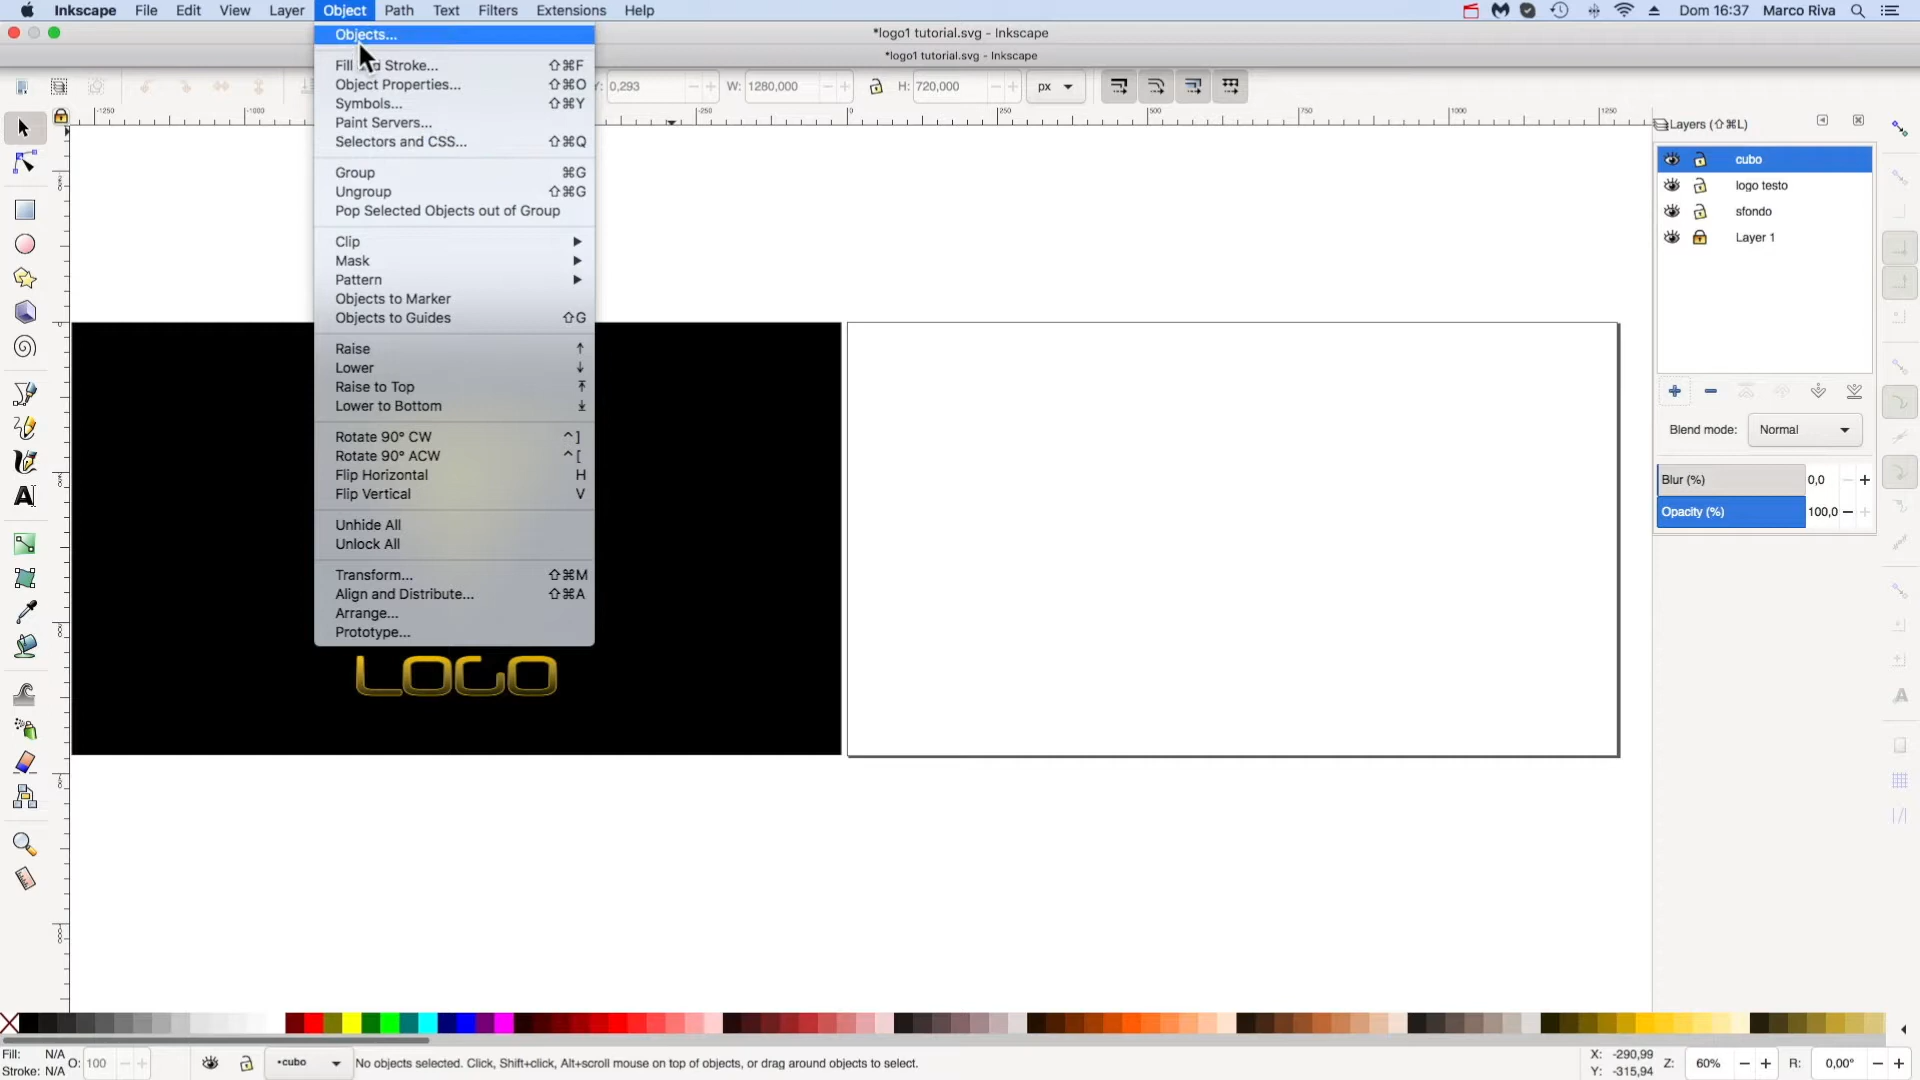 Inkscape File Edit View Layer Object Path Text Filters Extensions Help Dom 16:37 Marco Riva
*logo1 tutorial.svg - Inkscape
*logo1 tutorial.svg - Inkscape
0,293 W: 1280,000 H: 720,000 px
Objects...
Fill Stroke... ⇧⌘F
Object Properties... ⇧⌘O
Symbols... ⇧⌘Y
Paint Servers...
Selectors and CSS... ⇧⌘Q
Group ⌘G
Ungroup ⇧⌘G
Pop Selected Objects out of Group
Clip
Mask
Pattern
Objects to Marker
Objects to Guides ⇧G
Raise ↑
Lower ↓
Raise to Top
Lower to Bottom
Rotate 90° CW ^]
Rotate 90° ACW ^[
Flip Horizontal H
Flip Vertical V
Unhide All
Unlock All
Transform... ⇧⌘M
Align and Distribute... ⇧⌘A
Arrange...
Prototype...
LOGO
Layers (⇧⌘L)
cubo
logo testo
sfondo
Layer 1
Blend mode: Normal
Blur (%) 0,0
Opacity (%) 100,0
Fill: N/A
Stroke: N/A
O: 100
•cubo
No objects selected. Click, Shift+click, Alt+scroll mouse on top of objects, or drag around objects to select.
X: -290,99
Y: -315,94
Z: 60%
R: 0,00°